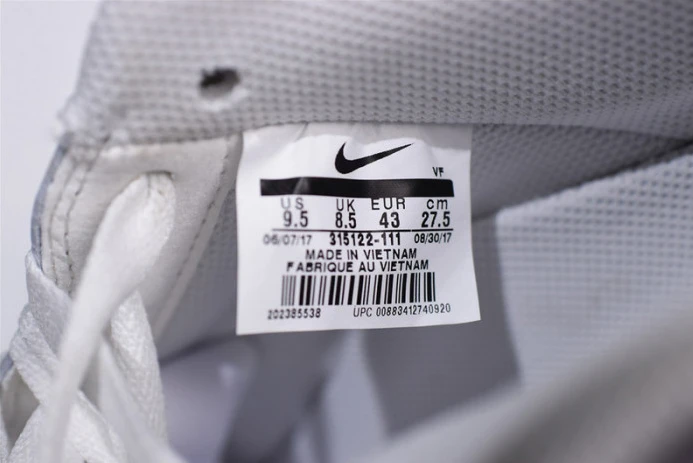 VF
US UK EUR cm
9.5 8.5 43 27.5
06/07/17 315122-111 08/30/17
MADE IN VIETNAM
FABRIQUE AU VIETNAM
202385538 UPC 00883412740920